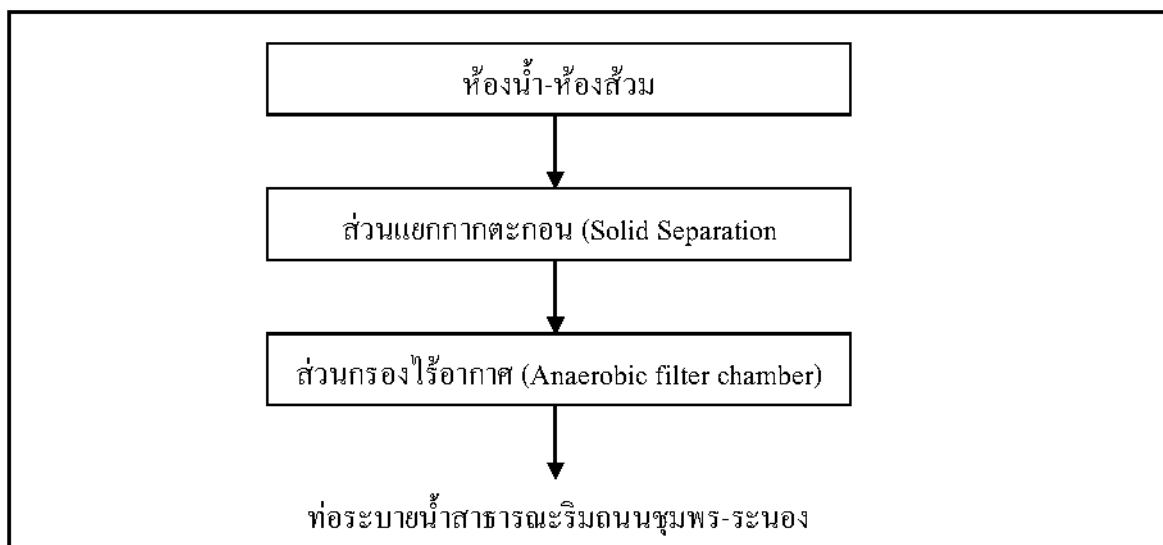 ห้องน้ำ-ห้องส้วม
ส่วนแยกกากตะกอน (Solid Separation
ส่วนกรองไร้อากาศ (Anaerobic filter chamber)
ท่อระบายน้ำสาธารณะริมถนนชุมพร-ระนอง